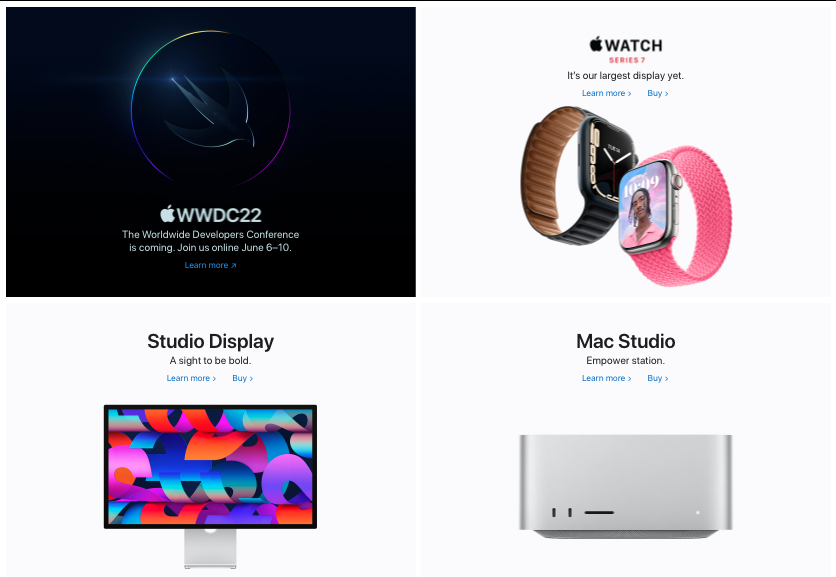 WWDC22
The Worldwide Developers Conference
is coming. Join us online June 6–10.
Learn more ↗
WATCH
SERIES 7
It's our largest display yet.
Learn more > Buy >
10:09
Studio Display
A sight to be bold.
Learn more > Buy >
Mac Studio
Empower station.
Learn more > Buy >